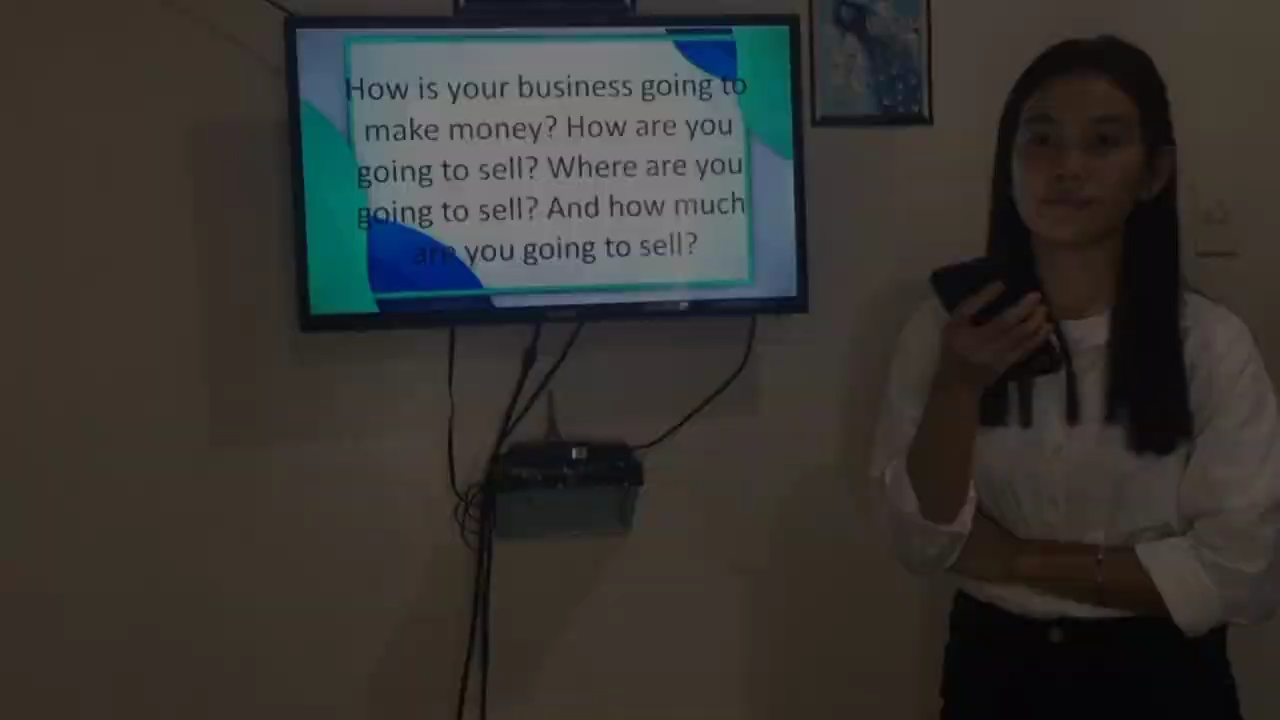 How is your business going to
make money? How are you
going to sell? Where are you
going to sell? And how much
are you going to sell?